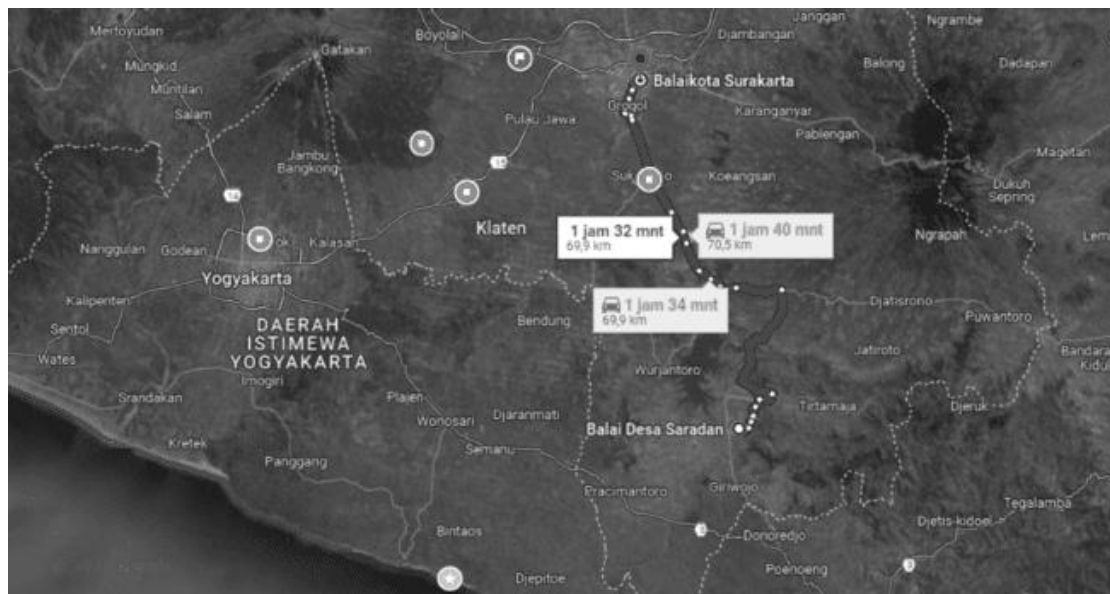 Janggan
Ngrambe
Mertoyudan
Boyolali
Djambangan
Gatakan
Balong
Dadapan
Mungkid
Muntilan
Balaikota Surakarta
Salam
Grogol
Karanganyar
Pulau Jawa
Pablengan
Jambu
Bangkong
Magetan
15
Koeangsan
Dukuh
Sepring
14
Klaten
1 jam 32 mnt
69,9 km
1 jam 40 mnt
70,5 km
Ngrapah
Nanggulan
Godean
Kalasan
Yogyakarta
Kalipenten
1 jam 34 mnt
69,9 km
Djatisrono
Puwantoro
Sentol
DAERAH
ISTIMEWA
YOGYAKARTA
Bendung
Wates
Jatiroto
Bandara
Kidul
Wurjantoro
Imogiri
Srandakan
Plajen
Tirtamaja
Djeruk
Djaranmati
Wonosari
Balai Desa Saradan
Kretek
Semanu
Panggang
Giriwojo
Pracimantoro
Tegalamba
Djetis-kidoel
Bintaos
Donoredjo
Poenoeng
Djepitoe